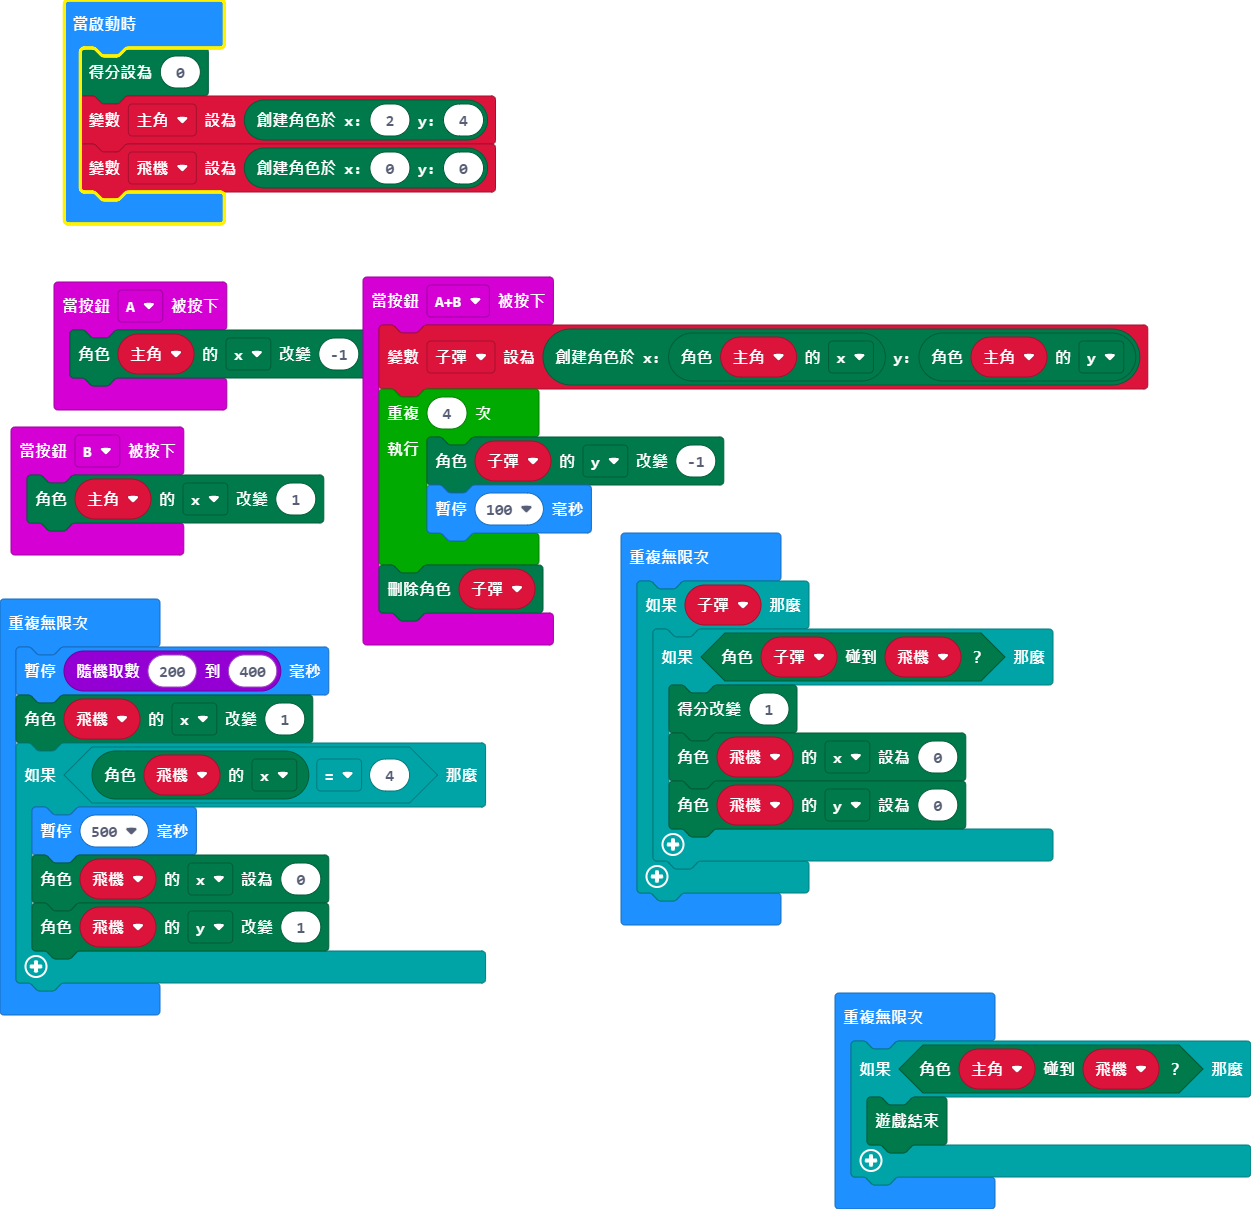 當啟動時
得分設為 0
變數 主角 設為 創建角色於 x: 2 y: 4
變數 飛機 設為 創建角色於 x: 0 y: 0
當按鈕 A 被按下
角色 主角 的 x 改變 -1
當按鈕 B 被按下
角色 主角 的 x 改變 1
當按鈕 A+B 被按下
變數 子彈 設為 創建角色於 x: 角色 主角 的 x y: 角色 主角 的 y
重複 4 次
執行
角色 子彈 的 y 改變 -1
暫停 100 毫秒
刪除角色 子彈
重複無限次
暫停 隨機取數 200 到 400 毫秒
角色 飛機 的 x 改變 1
如果 角色 飛機 的 x = 4 那麼
暫停 500 毫秒
角色 飛機 的 x 設為 0
角色 飛機 的 y 改變 1
重複無限次
如果 子彈 那麼
如果 角色 子彈 碰到 飛機 ? 那麼
得分改變 1
角色 飛機 的 x 設為 0
角色 飛機 的 y 設為 0
重複無限次
如果 角色 主角 碰到 飛機 ? 那麼
遊戲結束